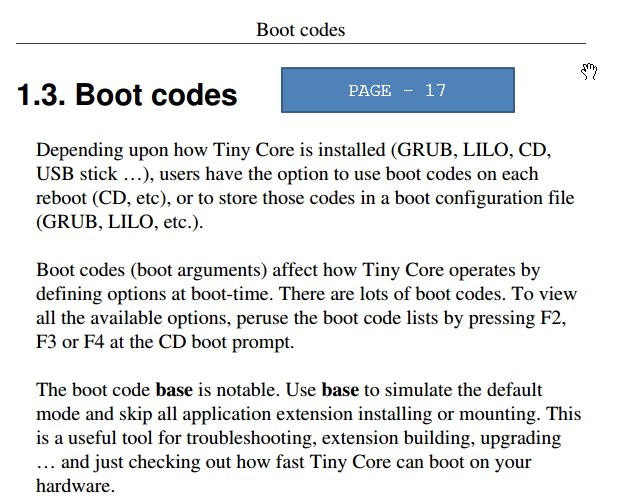 Boot codes
1.3. Boot codes
PAGE - 17
Depending upon how Tiny Core is installed (GRUB, LILO, CD,
USB stick …), users have the option to use boot codes on each
reboot (CD, etc), or to store those codes in a boot configuration file
(GRUB, LILO, etc.).
Boot codes (boot arguments) affect how Tiny Core operates by
defining options at boot-time. There are lots of boot codes. To view
all the available options, peruse the boot code lists by pressing F2,
F3 or F4 at the CD boot prompt.
The boot code base is notable. Use base to simulate the default
mode and skip all application extension installing or mounting. This
is a useful tool for troubleshooting, extension building, upgrading
… and just checking out how fast Tiny Core can boot on your
hardware.